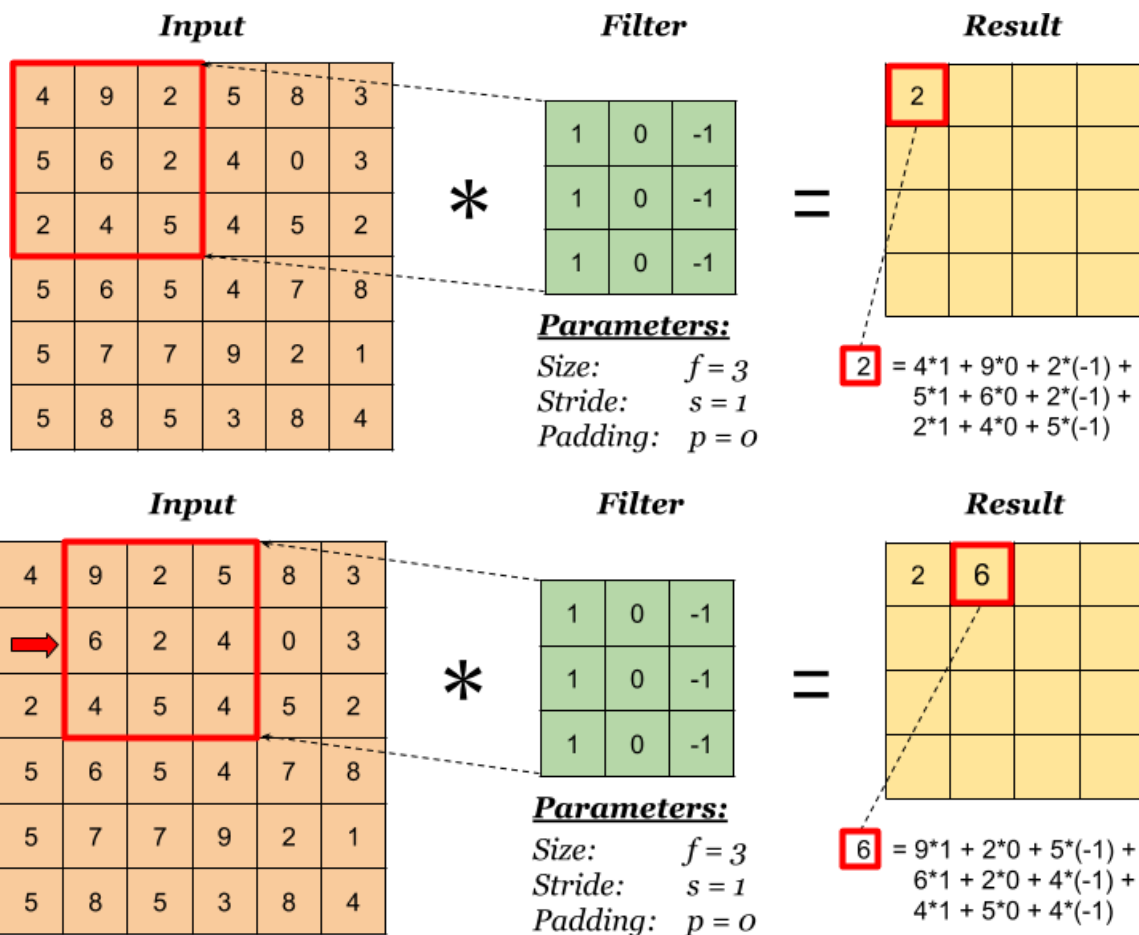 Input Filter Result
4 9 2 5 8 3
5 6 2 4 0 3
2 4 5 4 5 2
5 6 5 4 7 8
5 7 7 9 2 1
5 8 5 3 8 4
*
1 0 -1
1 0 -1
1 0 -1
Parameters:
Size: f = 3
Stride: s = 1
Padding: p = 0
=
2
2 = 4*1 + 9*0 + 2*(-1) +
5*1 + 6*0 + 2*(-1) +
2*1 + 4*0 + 5*(-1)
Input Filter Result
4 9 2 5 8 3
6 2 4 0 3
2 4 5 4 5 2
5 6 5 4 7 8
5 7 7 9 2 1
5 8 5 3 8 4
*
1 0 -1
1 0 -1
1 0 -1
Parameters:
Size: f = 3
Stride: s = 1
Padding: p = 0
=
2 6
6 = 9*1 + 2*0 + 5*(-1) +
6*1 + 2*0 + 4*(-1) +
4*1 + 5*0 + 4*(-1)